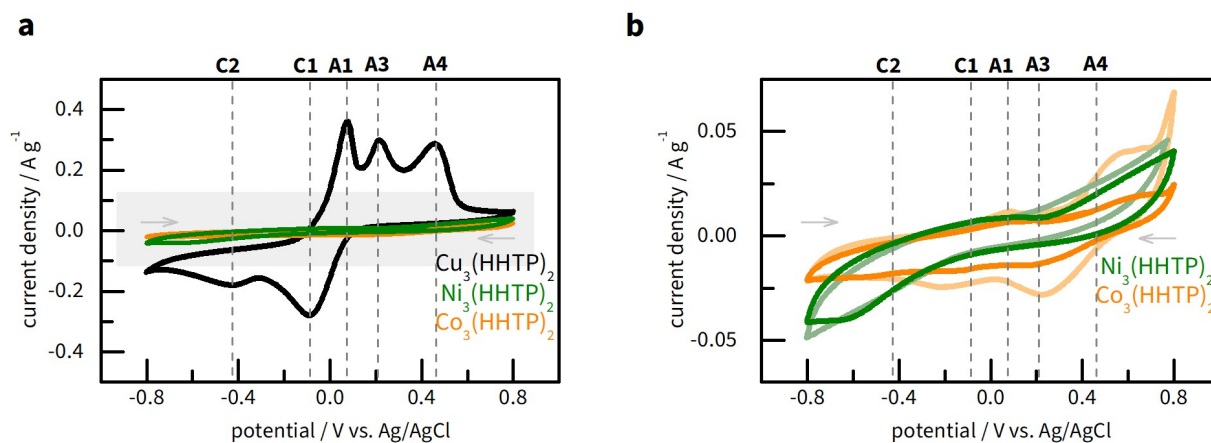 a
C2 C1 A1 A3 A4
0.4
0.2
0.0
-0.2
-0.4
current density / A g⁻¹
Cu₃(HHTP)₂
Ni₃(HHTP)₂
Co₃(HHTP)₂
-0.8 -0.4 0.0 0.4 0.8
potential / V vs. Ag/AgCl
b
C2 C1 A1 A3 A4
0.05
0.00
-0.05
current density / A g⁻¹
Ni₃(HHTP)₂
Co₃(HHTP)₂
-0.8 -0.4 0.0 0.4 0.8
potential / V vs. Ag/AgCl